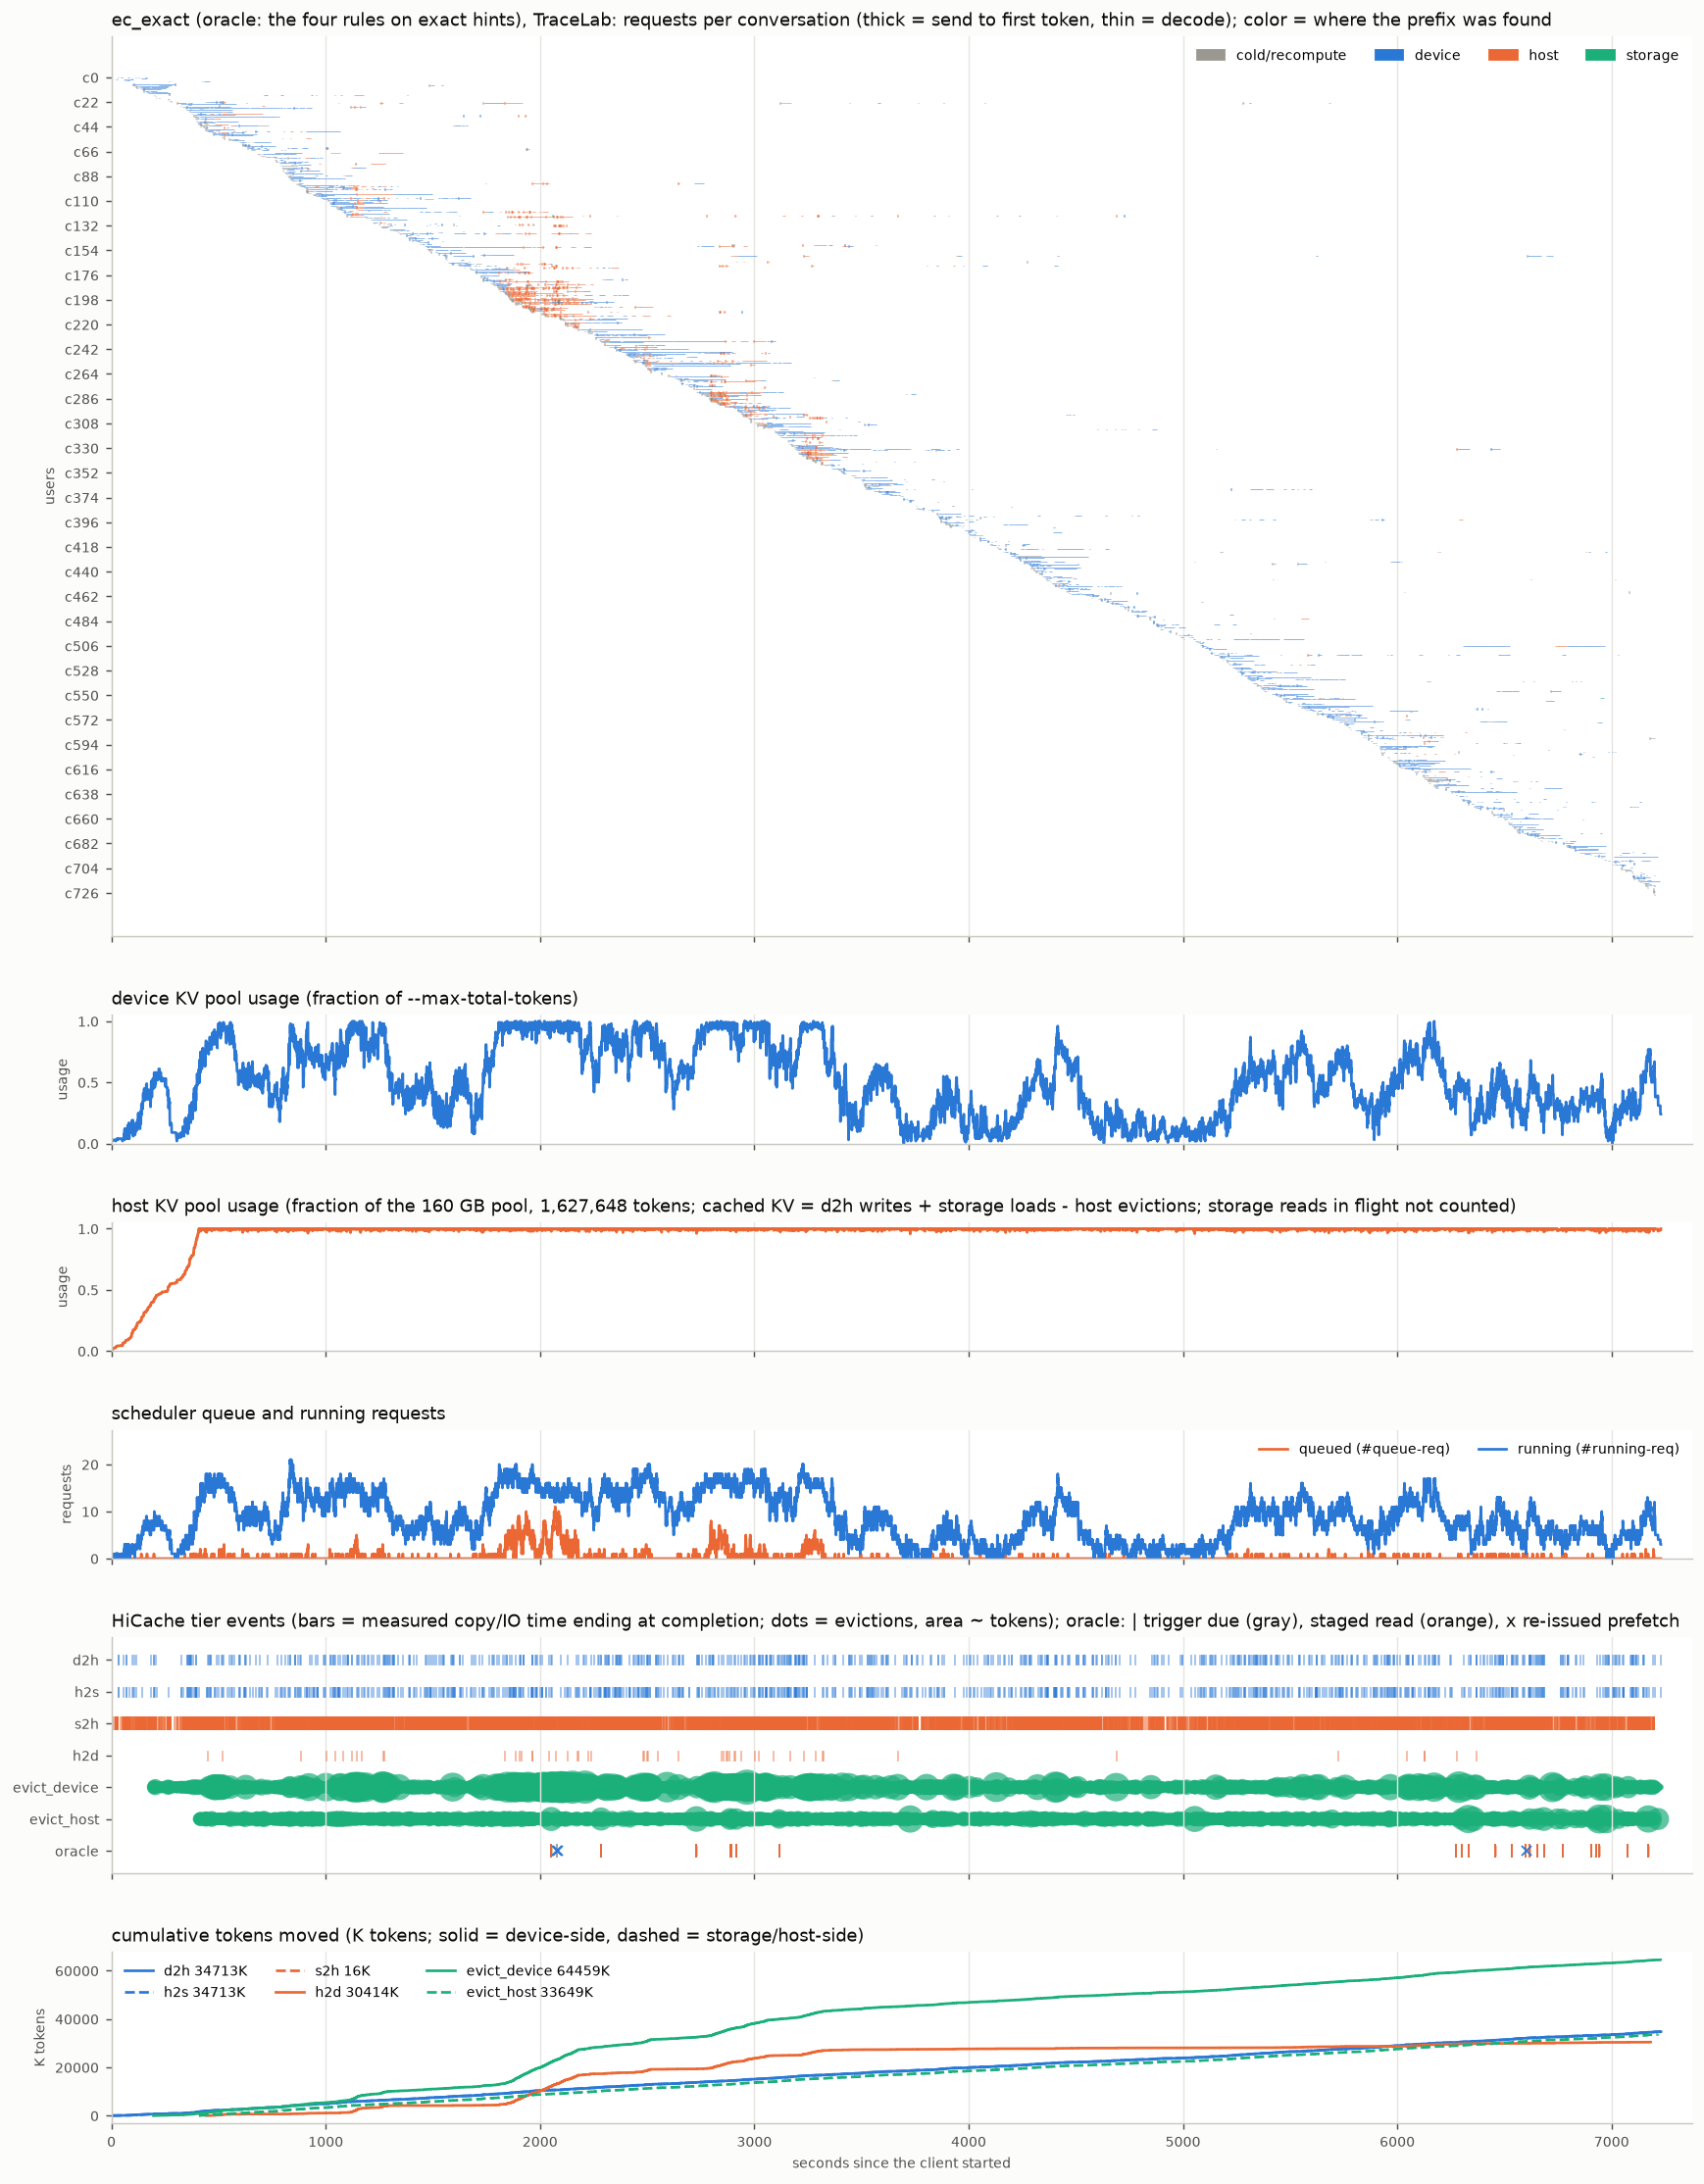 ec_exact (oracle: the four rules on exact hints), TraceLab: requests per conversation (thick = send to first token, thin = decode); color = where the prefix was found
cold/recompute device host storage
c0
c22
c44
c66
c88
c110
c132
c154
c176
c198
c220
c242
c264
c286
c308
c330
c352
c374
c396
c418
c440
c462
c484
c506
c528
c550
c572
c594
c616
c638
c660
c682
c704
c726
users
device KV pool usage (fraction of --max-total-tokens)
1.0
0.5
0.0
usage
host KV pool usage (fraction of the 160 GB pool, 1,627,648 tokens; cached KV = d2h writes + storage loads - host evictions; storage reads in flight not counted)
1.0
0.5
0.0
usage
scheduler queue and running requests
queued (#queue-req) running (#running-req)
20
10
0
requests
HiCache tier events (bars = measured copy/IO time ending at completion; dots = evictions, area ~ tokens); oracle: | trigger due (gray), staged read (orange), x re-issued prefetch
d2h
h2s
s2h
h2d
evict_device
evict_host
oracle
cumulative tokens moved (K tokens; solid = device-side, dashed = storage/host-side)
d2h 34713K s2h 16K evict_device 64459K
h2s 34713K h2d 30414K evict_host 33649K
60000
40000
20000
0
K tokens
0 1000 2000 3000 4000 5000 6000 7000
seconds since the client started